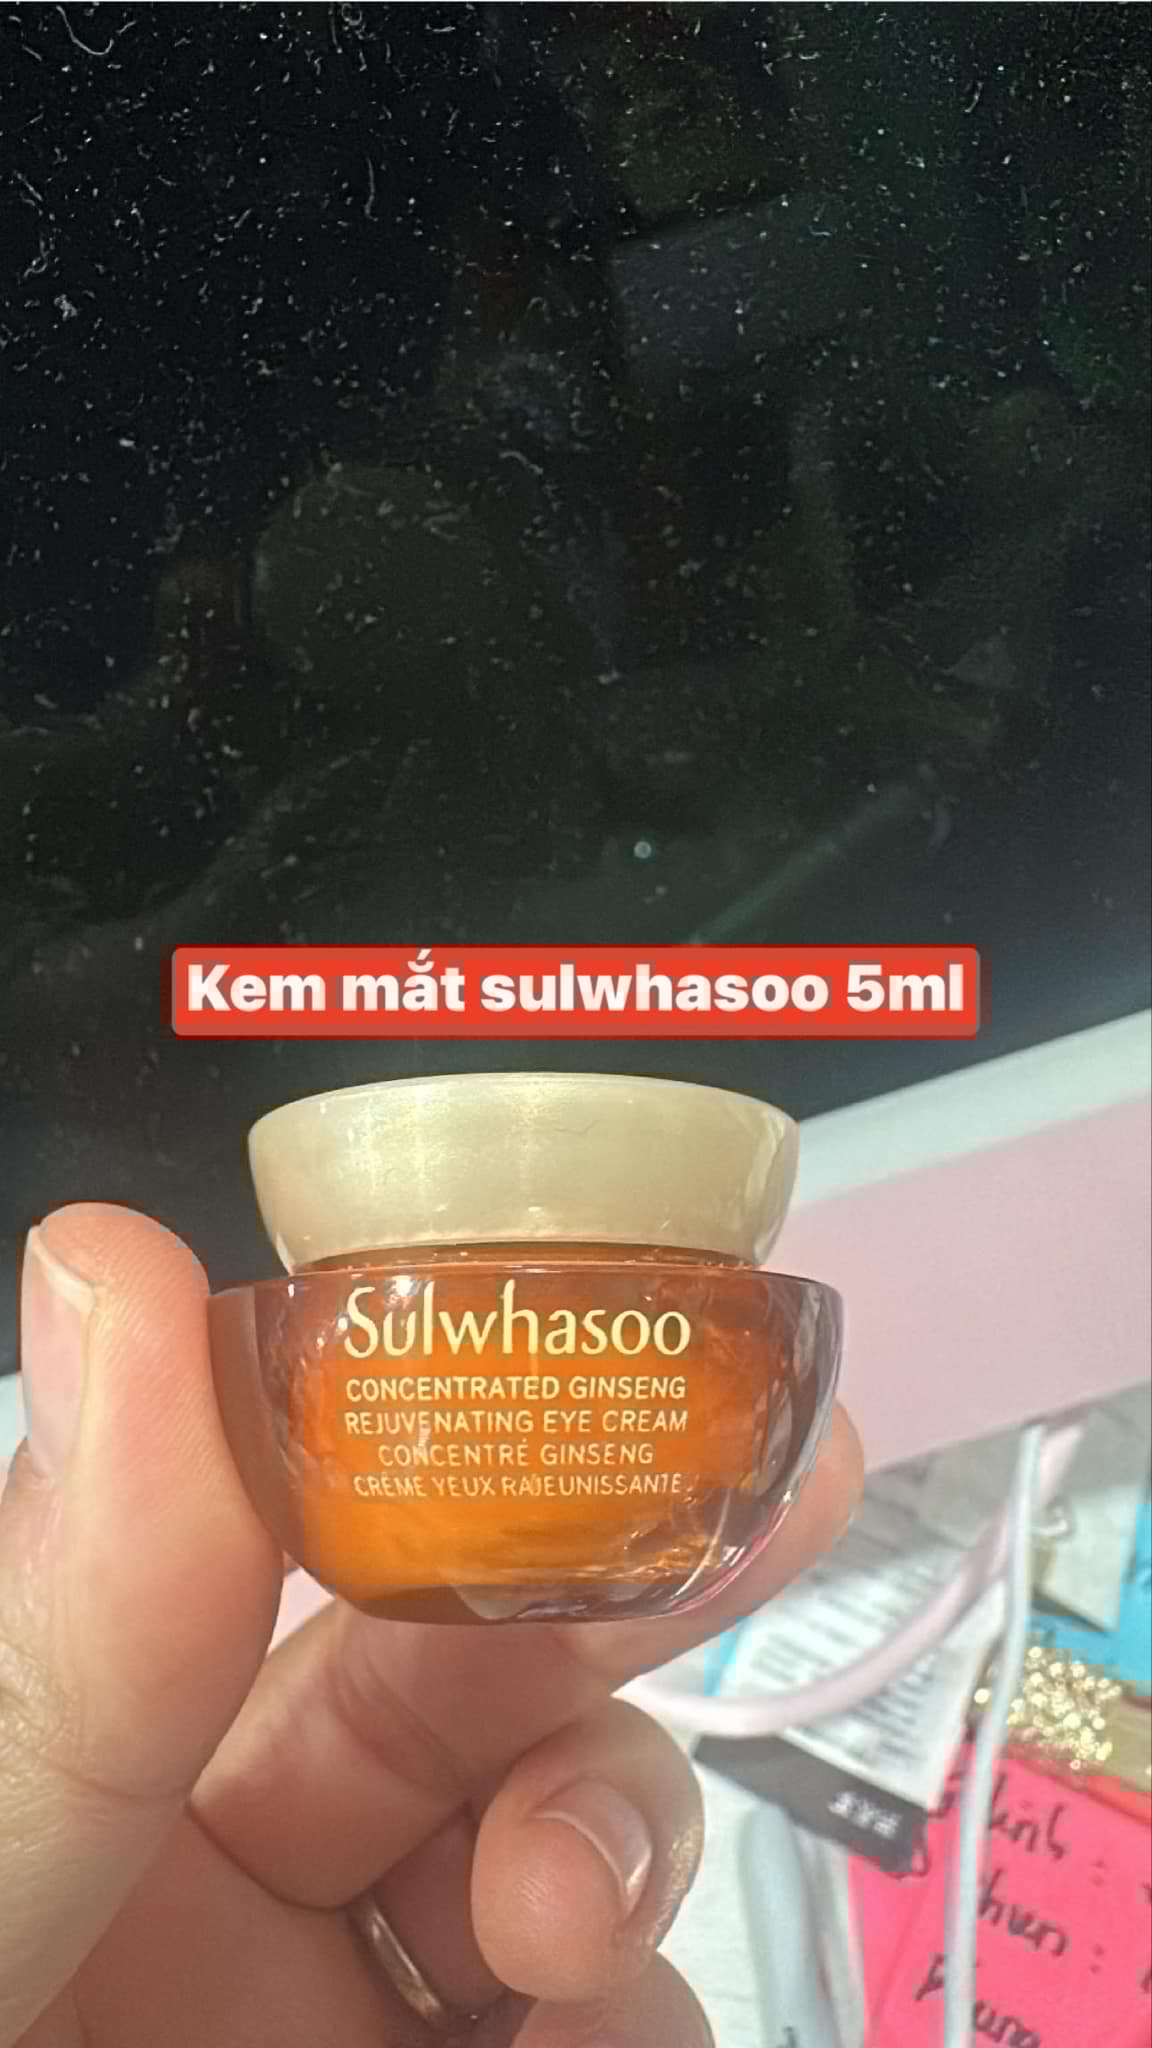 Kem mắt sulwhasoo 5ml
Sulwhasoo
CONCENTRATED GINSENG
REJUVENATING EYE CREAM
CONCENTRÉ GINSENG
CRÈME YEUX RAJEUNISSANTE